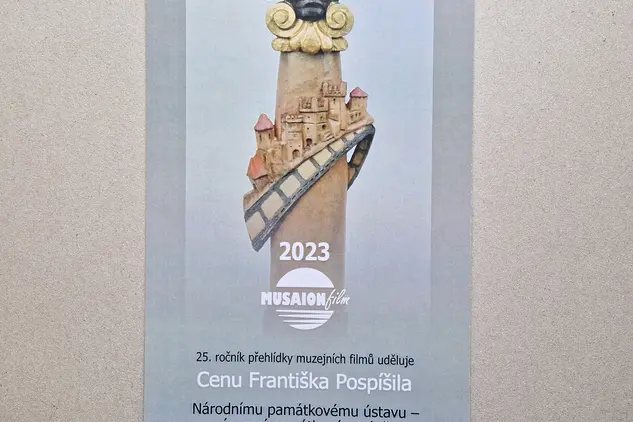 2023
MUSAION film
25. ročník přehlídky muzejních filmů uděluje
Cenu Františka Pospíšila
Národnímu památkovému ústavu –